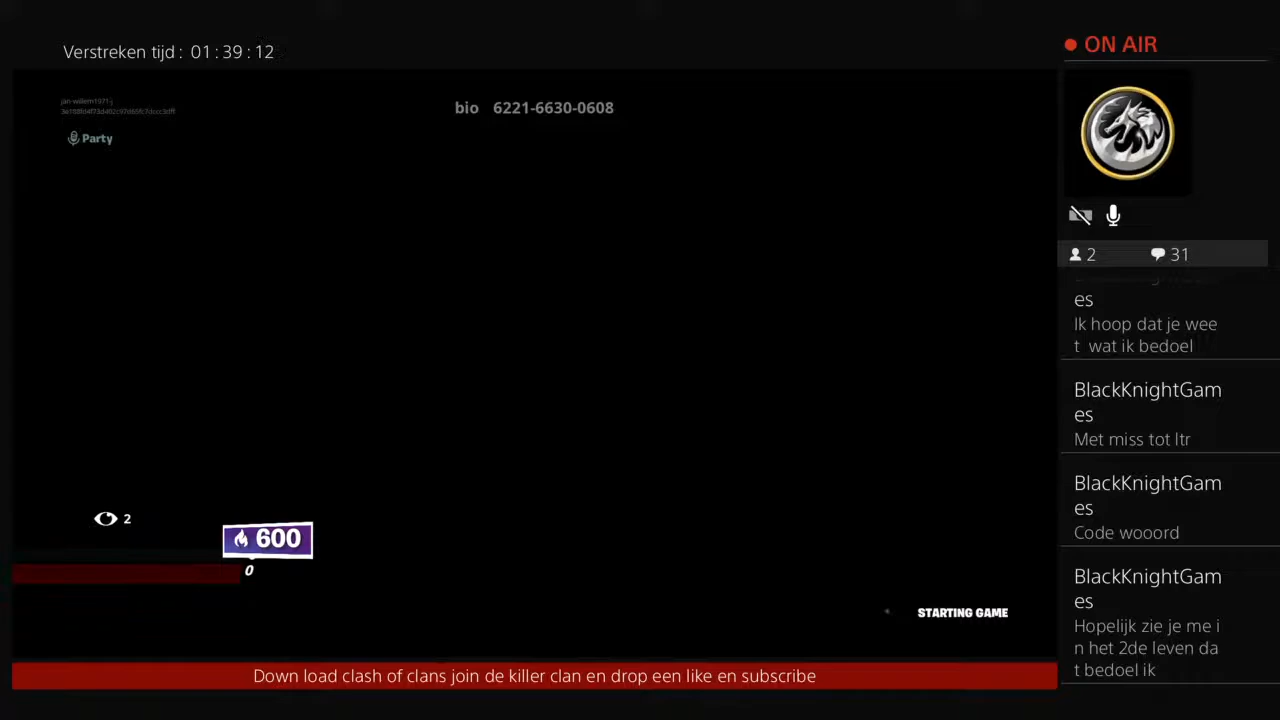 Verstreken tijd : 01 : 39 : 12
ON AIR
jan-willem1971-j
bio 6221-6630-0608
Party
2
31
es
Ik hoop dat je wee
t wat ik bedoel
BlackKnightGam
es
Met miss tot ltr
BlackKnightGam
es
Code wooord
BlackKnightGam
es
Hopelijk zie je me i
n het 2de leven da
t bedoel ik
2
600
0
STARTING GAME
Down load clash of clans join de killer clan en drop een like en subscribe